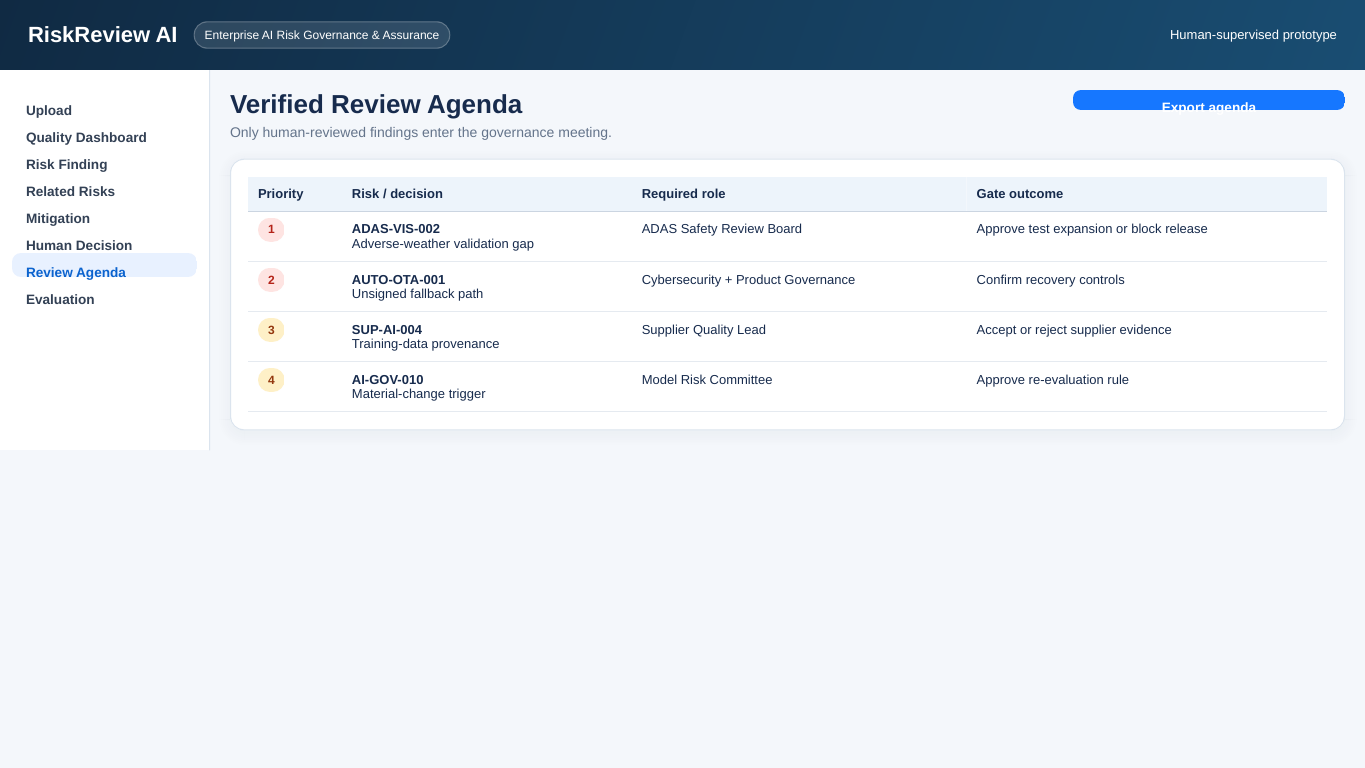 RiskReview AI
Enterprise AI Risk Governance & Assurance
Human-supervised prototype
Upload
Quality Dashboard
Risk Finding
Related Risks
Mitigation
Human Decision
Review Agenda
Evaluation
Verified Review Agenda
Export agenda
Only human-reviewed findings enter the governance meeting.
Priority Risk / decision Required role Gate outcome
1 ADAS-VIS-002 ADAS Safety Review Board Approve test expansion or block release
Adverse-weather validation gap
2 AUTO-OTA-001 Cybersecurity + Product Governance Confirm recovery controls
Unsigned fallback path
3 SUP-AI-004 Supplier Quality Lead Accept or reject supplier evidence
Training-data provenance
4 AI-GOV-010 Model Risk Committee Approve re-evaluation rule
Material-change trigger